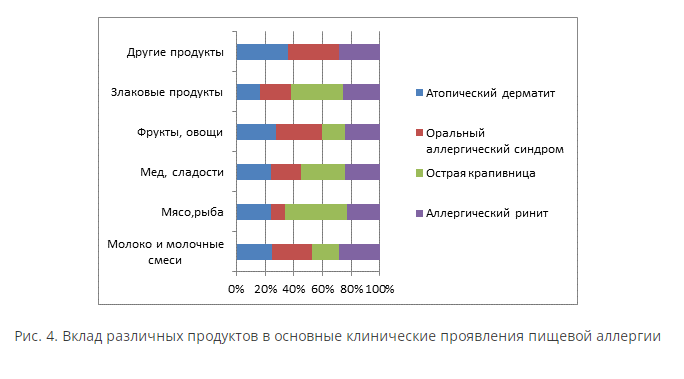 Другие продукты
Злаковые продукты
Фрукты, овощи
Мед, сладости
Мясо,рыба
Молоко и молочные
смеси
0% 20% 40% 60% 80% 100%
Атопический дерматит
Оральный
аллергический синдром
Острая крапивница
Аллергический ринит
Рис. 4. Вклад различных продуктов в основные клинические проявления пищевой аллергии